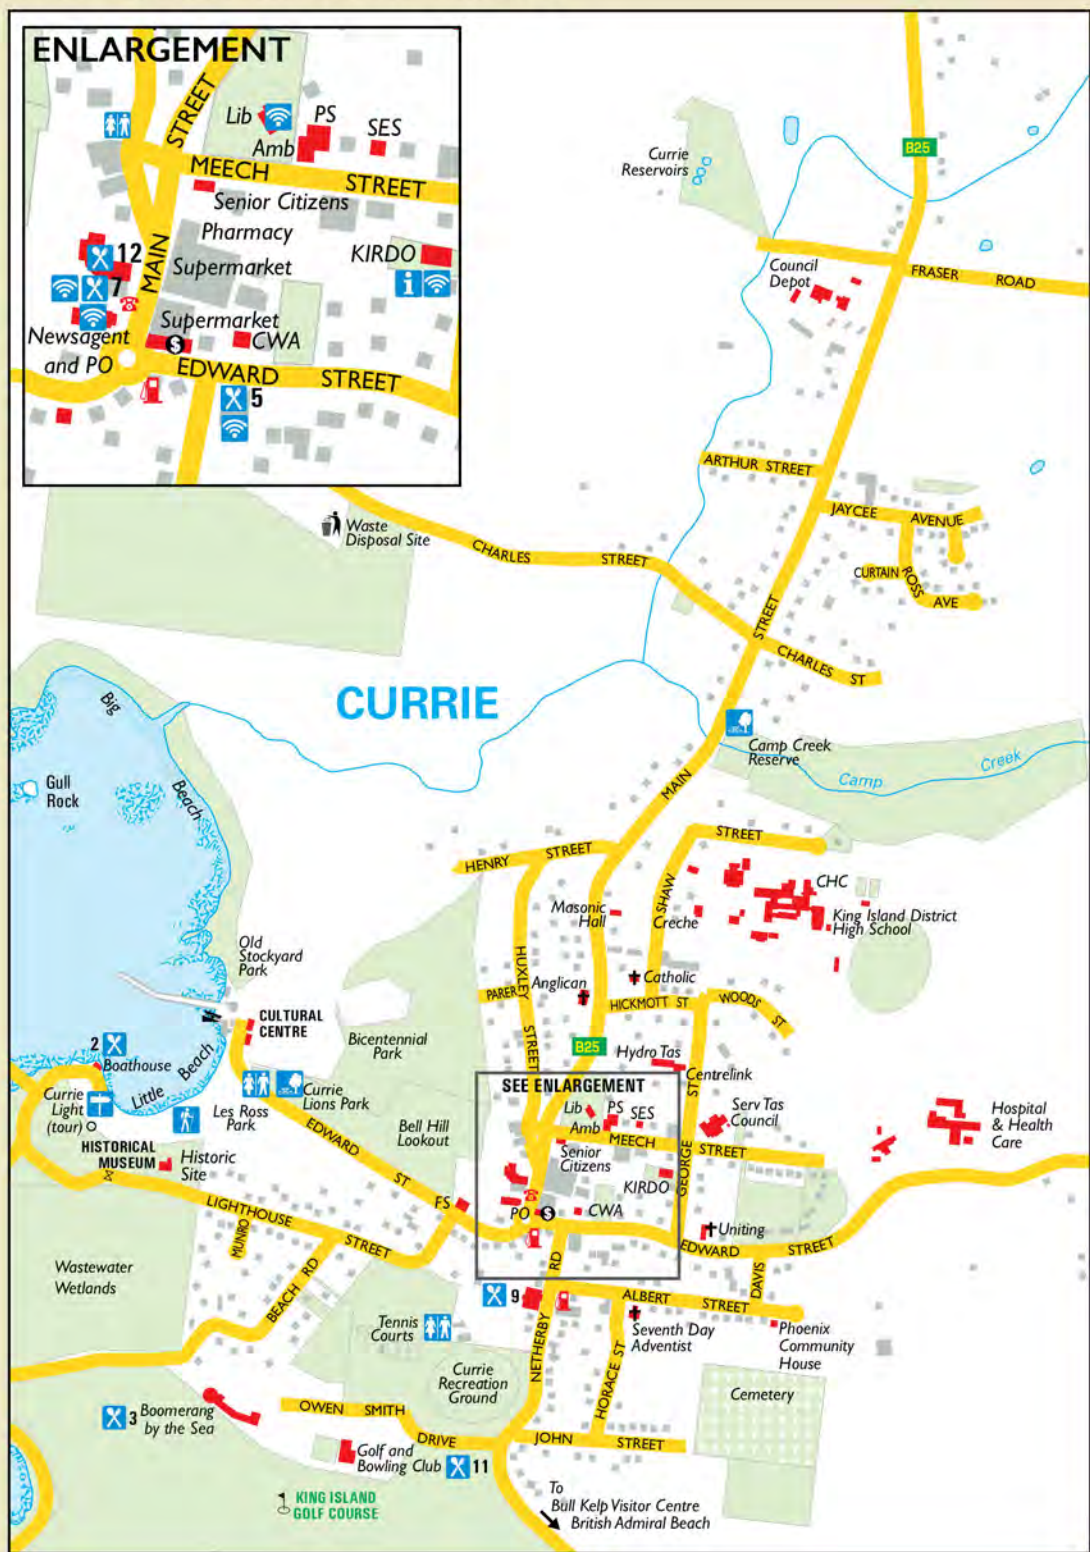 ENLARGEMENT
STREET
Lib
PS
SES
Amb
MEECH STREET
Senior Citizens
Pharmacy
KIRDO
12
MAIN
Supermarket
7
i
Supermarket
Newsagent
and PO
$
CWA
EDWARD STREET
5
B25
Currie
Reservoirs
FRASER ROAD
Council
Depot
ARTHUR STREET
JAYCEE AVENUE
CURTAIN
ROSS
AVE
Waste
Disposal Site
CHARLES STREET
STREET
CHARLES ST
CURRIE
Big
Beach
Gull
Rock
Camp Creek
Reserve
Camp Creek
MAIN
HENRY STREET
STREET
SHAW
CHC
King Island District
High School
Masonic
Hall
Creche
Old
Stockyard
Park
HUXLEY
STREET
PARER
Anglican
Catholic
HICKMOTT ST
WOODS
ST
CULTURAL
CENTRE
Bicentennial
Park
B25
Hydro Tas
2
Boathouse
Little Beach
Currie
Lions Park
SEE ENLARGEMENT
Centrelink
ST
Currie
Light
(tour)
Les Ross
Park
Bell Hill
Lookout
Lib
PS
SES
Amb
Serv Tas
Council
Hospital
& Health
Care
HISTORICAL
MUSEUM
Historic
Site
EDWARD
ST
MEECH STREET
Senior
Citizens
KIRDO
GEORGE
FS
PO
$
CWA
Uniting
LIGHTHOUSE
STREET
MUNRO
EDWARD STREET
Wastewater
Wetlands
BEACH RD
RD
DAVIS
9
ALBERT STREET
Tennis
Courts
NETHERBY
Seventh Day
Adventist
Phoenix
Community
House
HORACE ST
Currie
Recreation
Ground
Cemetery
3
Boomerang
by the Sea
OWEN SMITH
DRIVE
JOHN STREET
Golf and
Bowling Club
11
KING ISLAND
GOLF COURSE
To
Bull Kelp Visitor Centre
British Admiral Beach